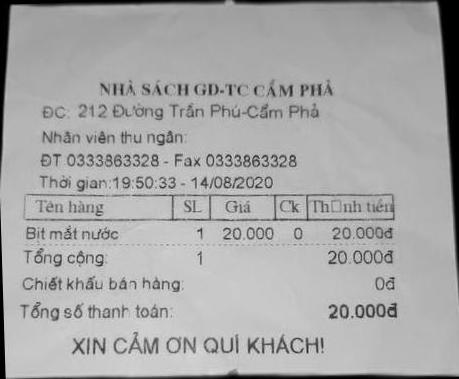 NHÀ SÁCH GD-TC CẨM PHẢ
ĐC: 212 Đường Trần Phú-Cẩm Phả
Nhân viên thu ngân:
ĐT 0333863328 - Fax 0333863328
Thời gian:19:50:33 - 14/08/2020
Tên hàng SL Giá Ck Th□nh tiền
Bit mắt nước 1 20.000 0 20.000đ
Tổng cộng: 1 20.000đ
Chiết khấu bán hàng: 0đ
Tổng số thanh toán: 20.000đ
XIN CẢM ƠN QUÍ KHÁCH!